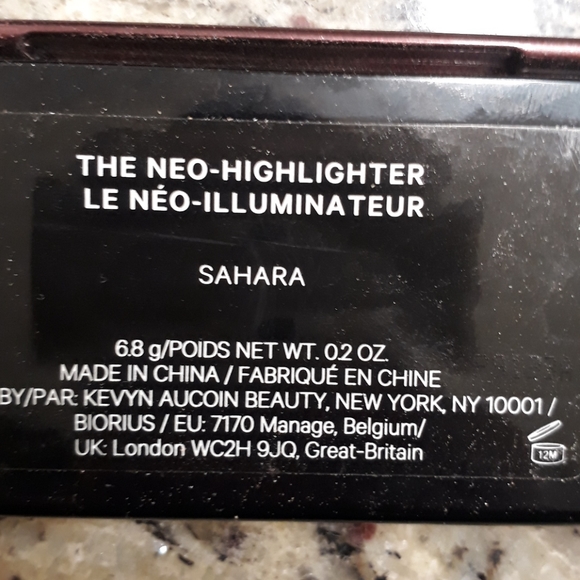 THE NEO-HIGHLIGHTER
LE NÉO-ILLUMINATEUR
SAHARA
6.8 g/POIDS NET WT. 0.2 OZ.
MADE IN CHINA / FABRIQUÉ EN CHINE
BY/PAR: KEVYN AUCOIN BEAUTY, NEW YORK, NY 10001 /
BIORIUS / EU: 7170 Manage, Belgium/
UK: London WC2H 9JQ, Great-Britain
12M